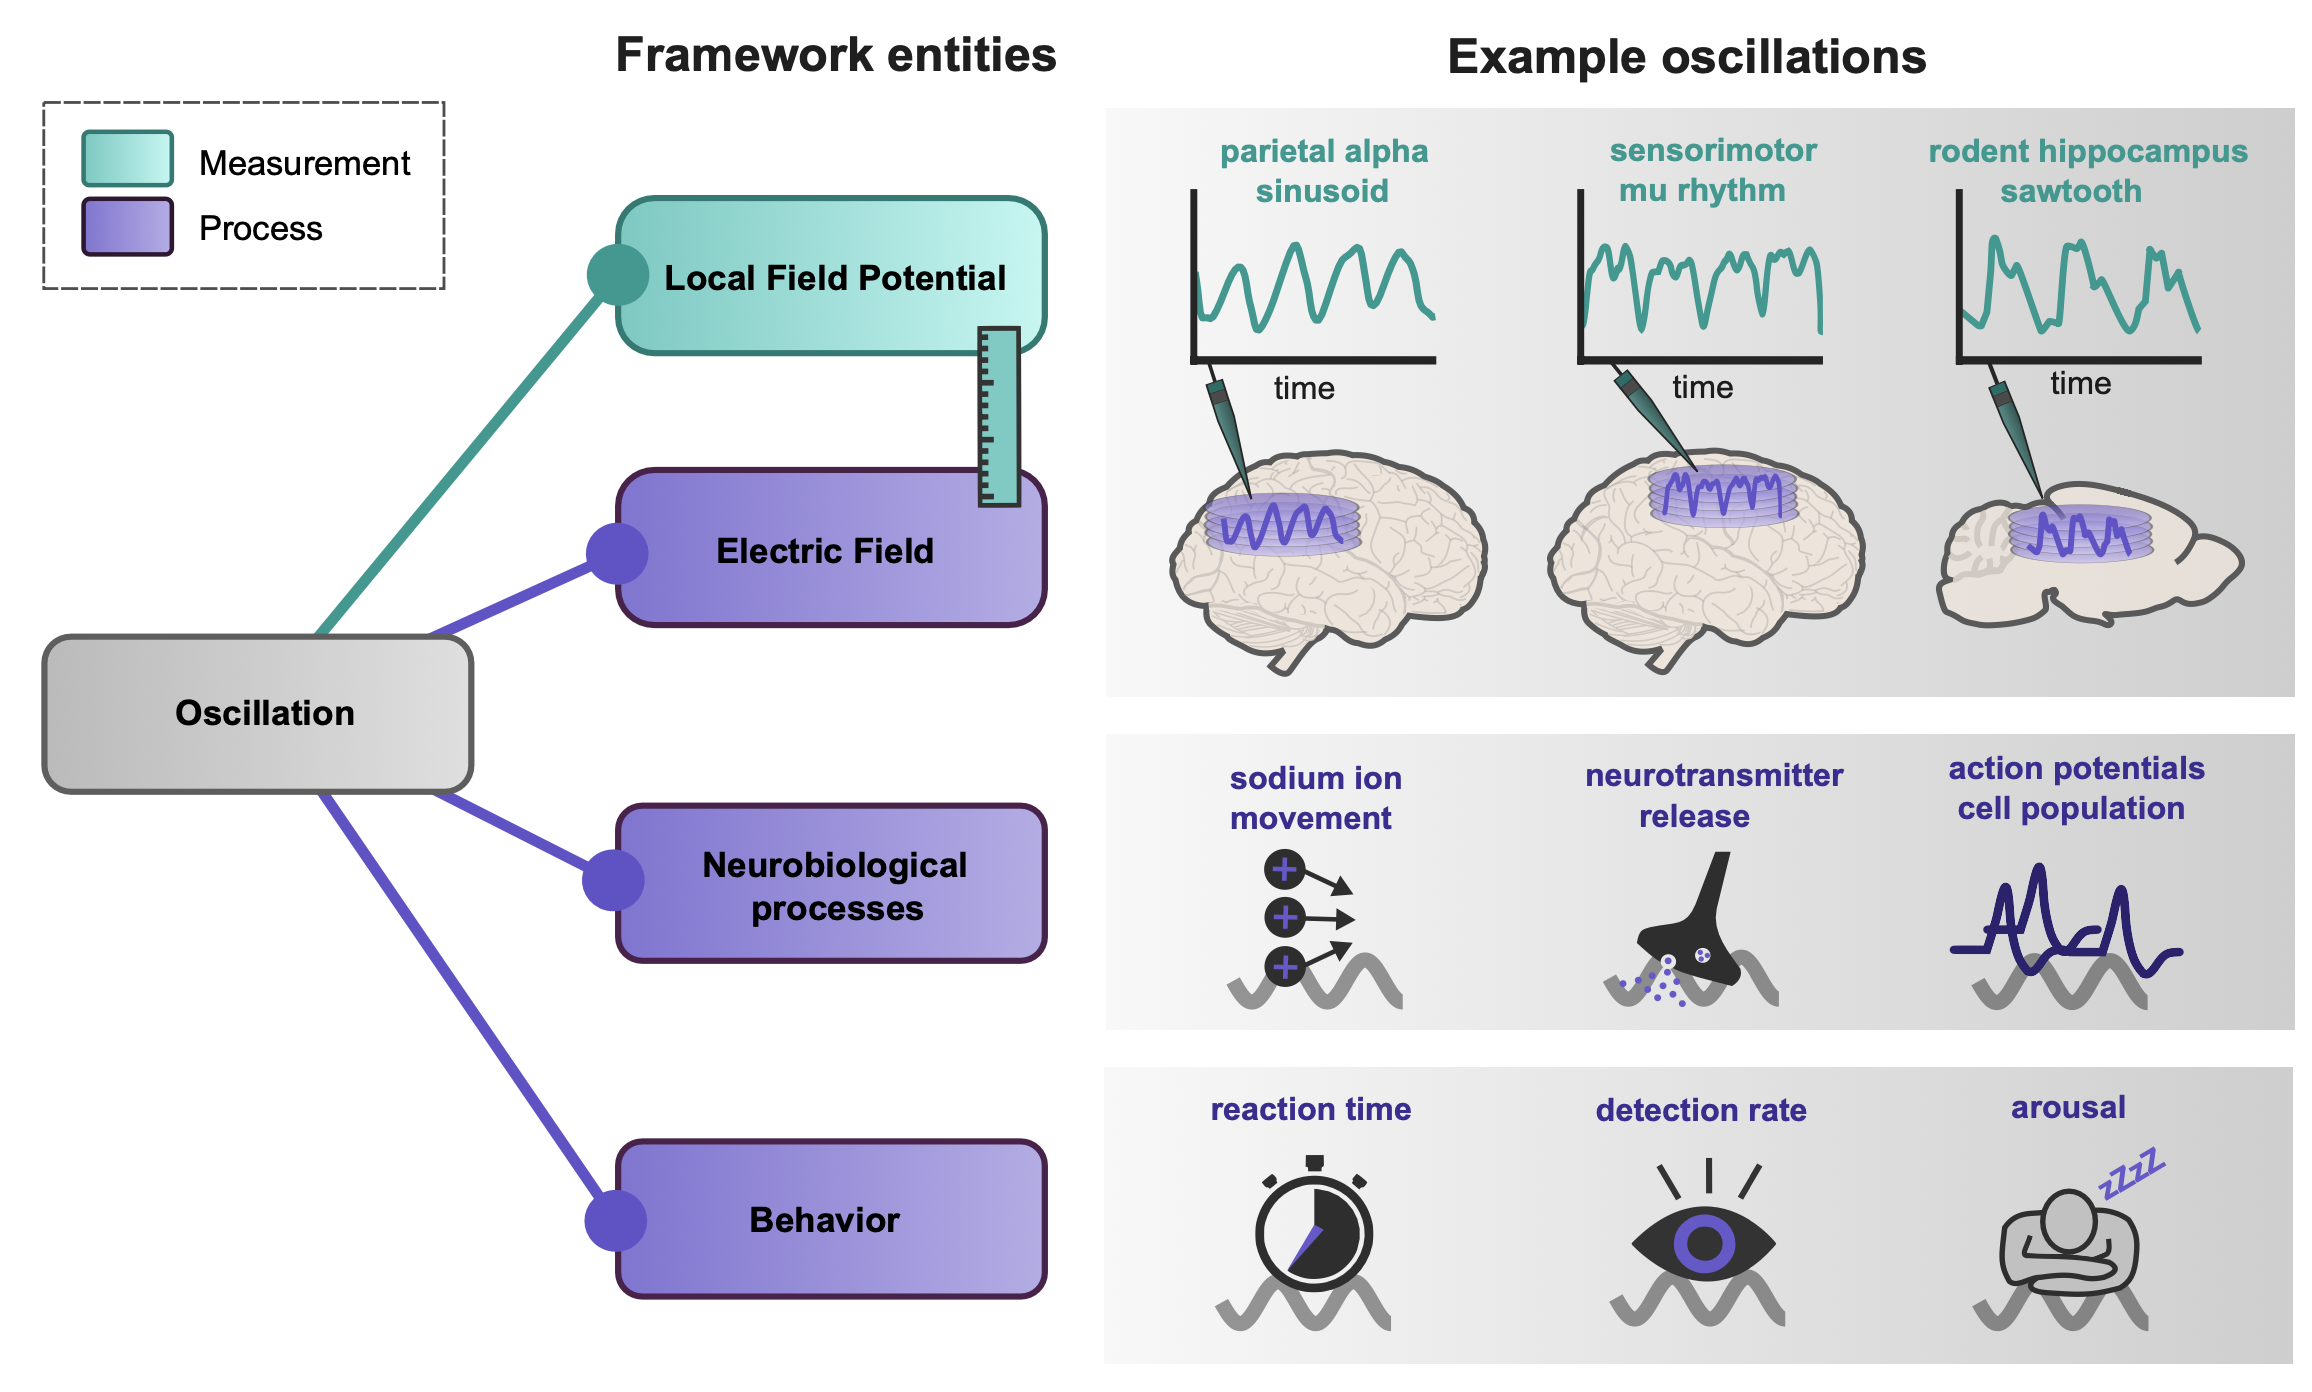 Framework entities
Example oscillations
Measurement
Process
Local Field Potential
Electric Field
Oscillation
Neurobiological
processes
Behavior
parietal alpha
sinusoid
time
sensorimotor
mu rhythm
time
rodent hippocampus
sawtooth
time
sodium ion
movement
neurotransmitter
release
action potentials
cell population
reaction time
detection rate
arousal
zZzZ